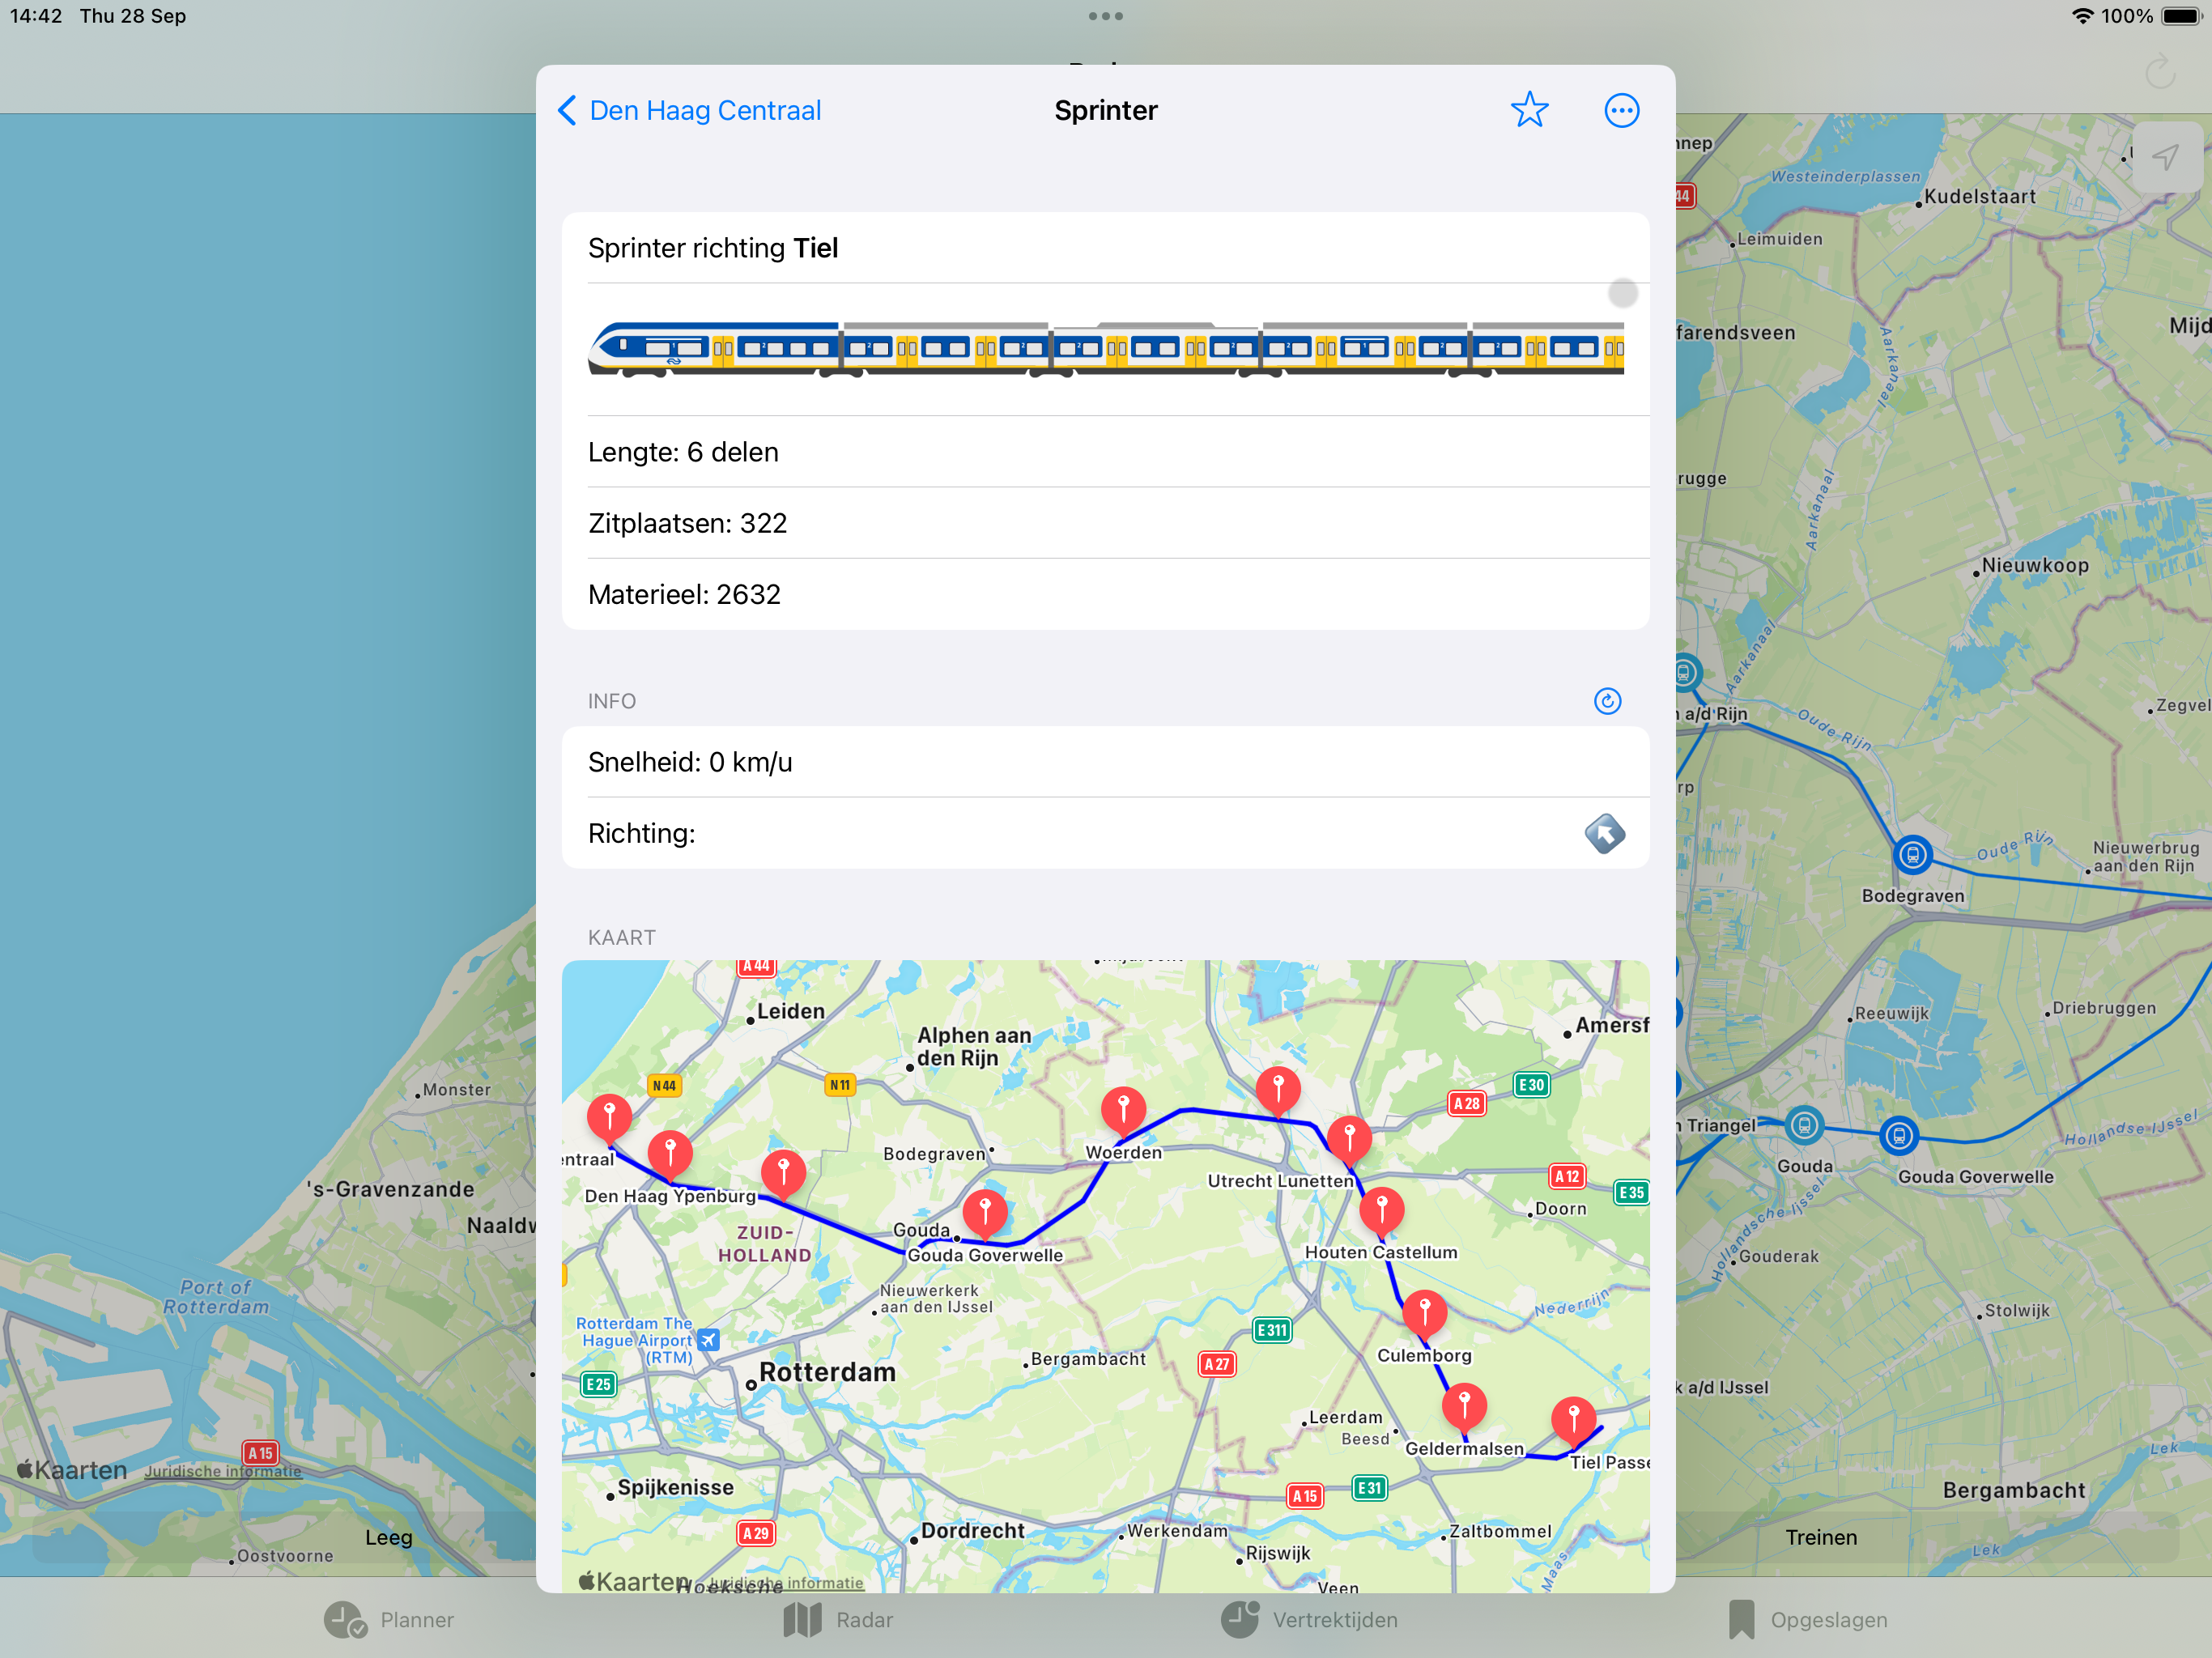 14:42 Thu 28 Sep
100%
Den Haag Centraal
Sprinter
Sprinter richting Tiel
Lengte: 6 delen
Zitplaatsen: 322
Materieel: 2632
INFO
Snelheid: 0 km/u
Richting:
KAART
A 44
Leiden
Alphen aan
den Rijn
Amersf
N 44
N 11
E 30
A 28
Bodegraven
Woerden
entraal
Den Haag Ypenburg
Utrecht Lunetten
A 12
E 35
Doorn
ZUID-
HOLLAND
Gouda
Gouda Goverwelle
Houten Castellum
Nieuwerkerk
aan den IJssel
Nederrijn
Rotterdam The
Hague Airport
(RTM)
E 311
Bergambacht
A 27
Culemborg
Rotterdam
E 25
Leerdam
Beesd
Geldermalsen
Tiel Passe
Spijkenisse
A 15
E 31
A 29
Dordrecht
Werkendam
Zaltbommel
Rijswijk
Maas
Veen
Kaarten
Hoeksche
Juridische informatie
Monster
's-Gravenzande
Naaldw
Port of
Rotterdam
A 15
Kaarten
Juridische informatie
Leeg
Oostvoorne
nnep
Westeinderplassen
44
Kudelstaart
Leimuiden
farendsveen
Mijd
Aarkanaal
rugge
Aarkanaal
Nieuwkoop
Aarkanaal
Zegvel
n a/d Rijn
Oude Rijn
rp
Oude Rijn
Nieuwerbrug
aan den Rijn
Bodegraven
Reeuwijk
Driebruggen
n Triangel
Gouda
Gouda Goverwelle
Hollandse IJssel
Hollandsche IJssel
Gouderak
Stolwijk
k a/d IJssel
Lek
Bergambacht
Treinen
Lek
Planner
Radar
Vertrektijden
Opgeslagen